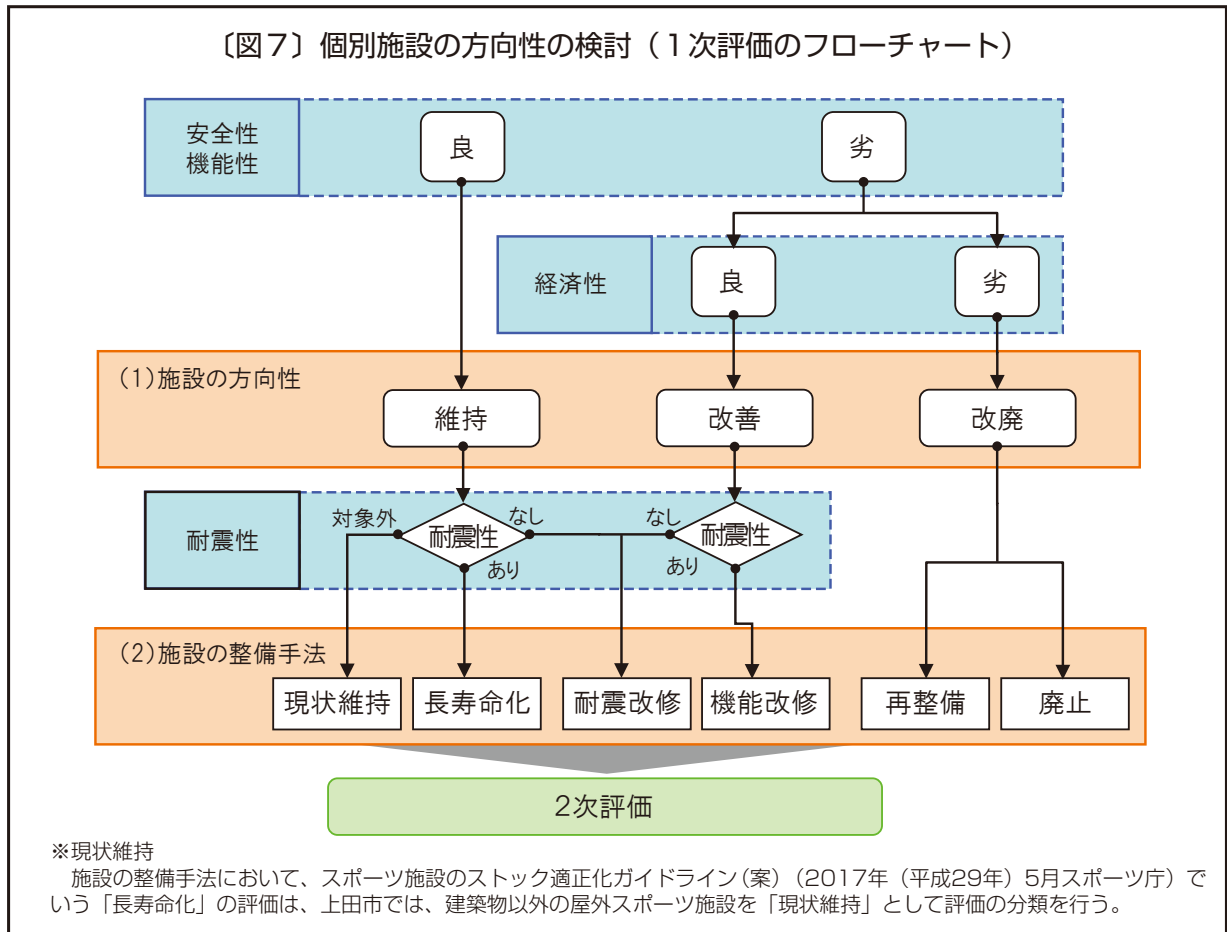 〔図7〕個別施設の方向性の検討（1次評価のフローチャート）
安全性
機能性
良
劣
経済性
良
劣
(1)施設の方向性
維持
改善
改廃
耐震性
対象外
耐震性
なし
あり
なし
耐震性
あり
(2)施設の整備手法
現状維持
長寿命化
耐震改修
機能改修
再整備
廃止
2次評価
※現状維持
施設の整備手法において、スポーツ施設のストック適正化ガイドライン（案）（2017年（平成29年）5月スポーツ庁）で
いう「長寿命化」の評価は、上田市では、建築物以外の屋外スポーツ施設を「現状維持」として評価の分類を行う。